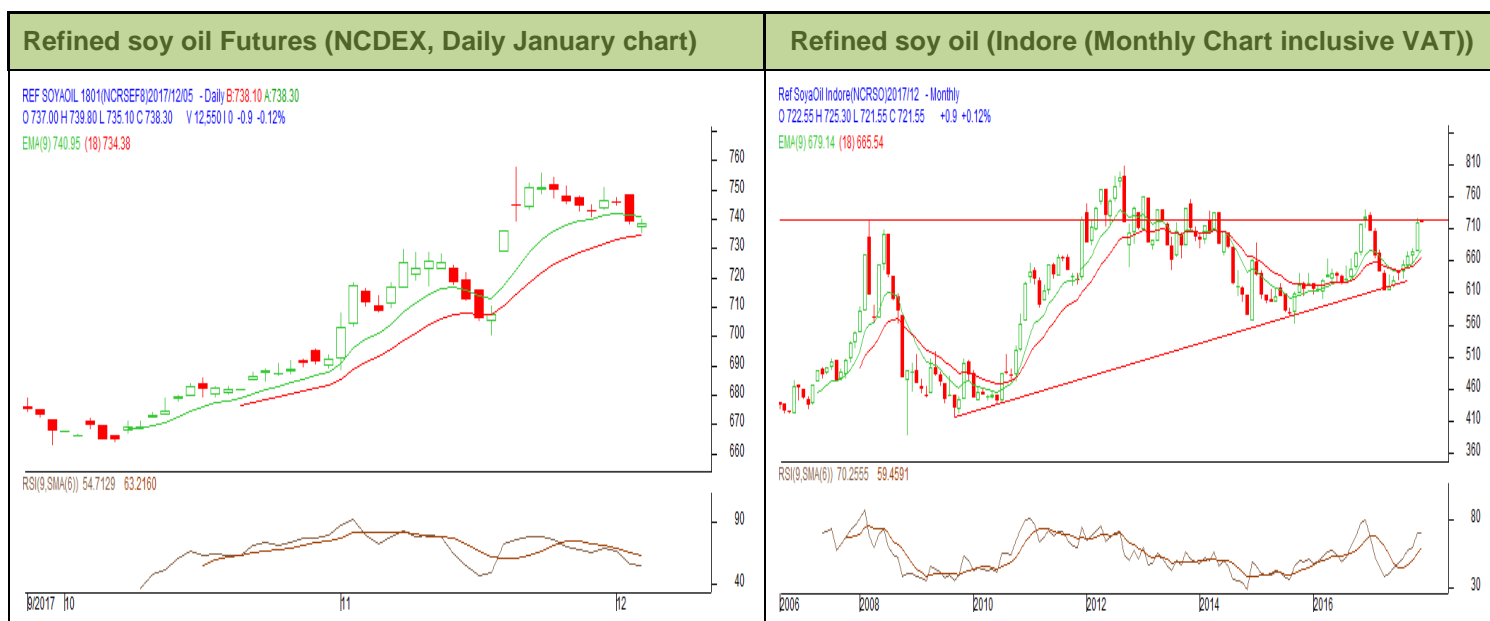 Refined soy oil Futures (NCDEX, Daily January chart)
REF SOYAOIL 1801(NCRSEF8)2017/12/05 - Daily B:738.10 A:738.30
O 737.00 H 739.80 L 735.10 C 738.30 V 12,550 I 0 -0.9 -0.12%
EMA(9) 740.95 (18) 734.38
760
750
740
730
720
710
700
690
680
670
660
RSI(9,SMA(6)) 54.7129 63.2160
90
40
9/2017 10 11 12
Refined soy oil (Indore (Monthly Chart inclusive VAT))
Ref SoyaOil Indore(NCRSO)2017/12 - Monthly
O 722.55 H 725.30 L 721.55 C 721.55 +0.9 +0.12%
EMA(9) 679.14 (18) 665.54
810
760
710
660
610
560
510
460
410
360
RSI(9,SMA(6)) 70.2555 59.4591
80
30
2006 2008 2010 2012 2014 2016